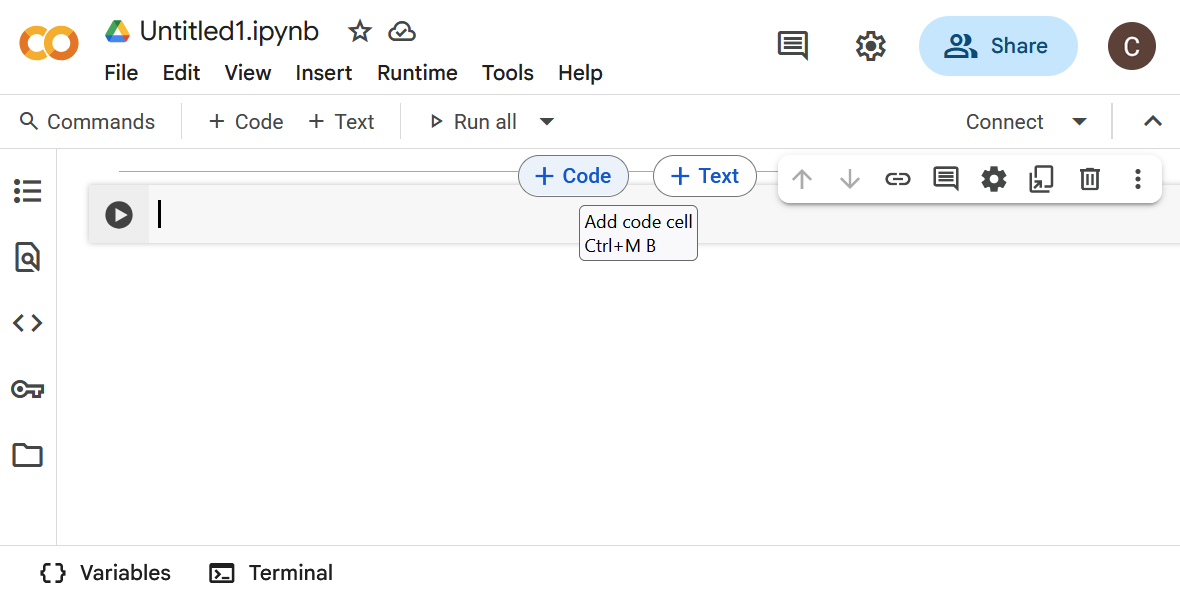 Untitled1.ipynb
File Edit View Insert Runtime Tools Help
Share
C
Commands + Code + Text Run all Connect
+ Code + Text
Add code cell
Ctrl+M B
Variables Terminal